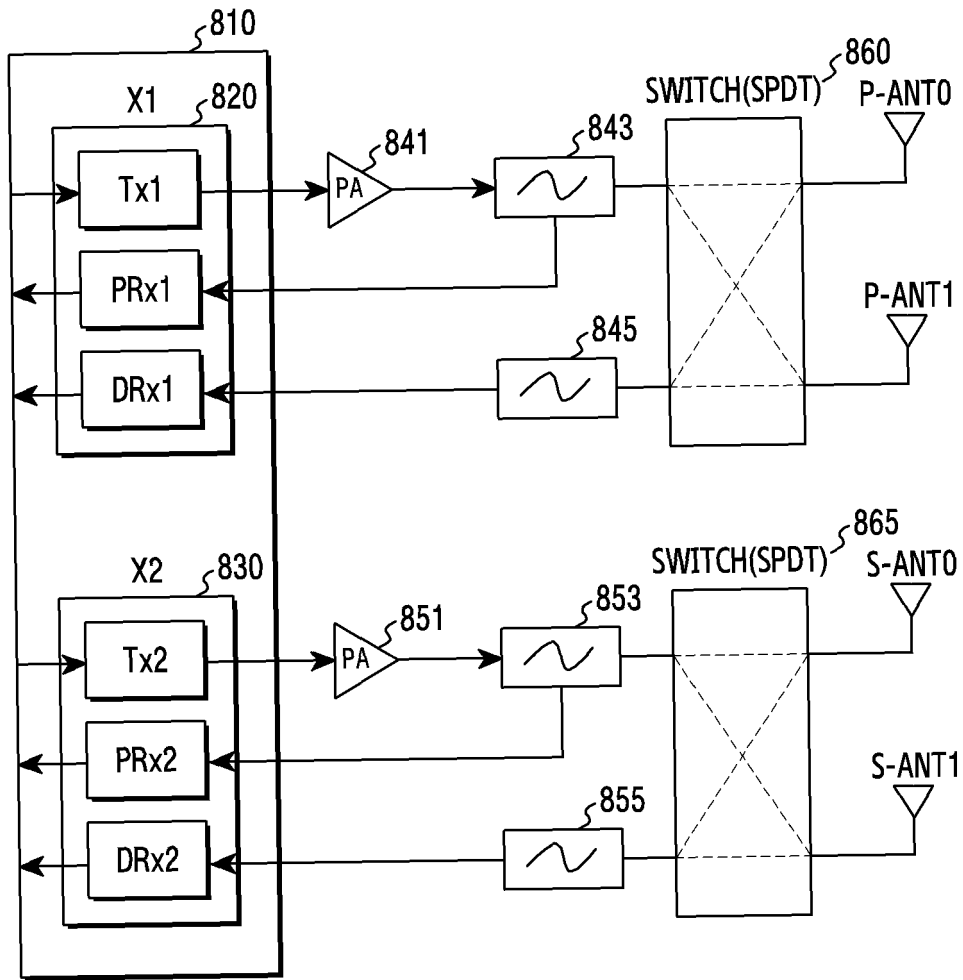 810
860
SWITCH(SPDT)
P-ANT0
X1
820
841
843
Tx1
PA
PRx1
P-ANT1
845
DRx1
865
SWITCH(SPDT)
S-ANT0
X2
830
851
853
Tx2
PA
PRx2
S-ANT1
855
DRx2